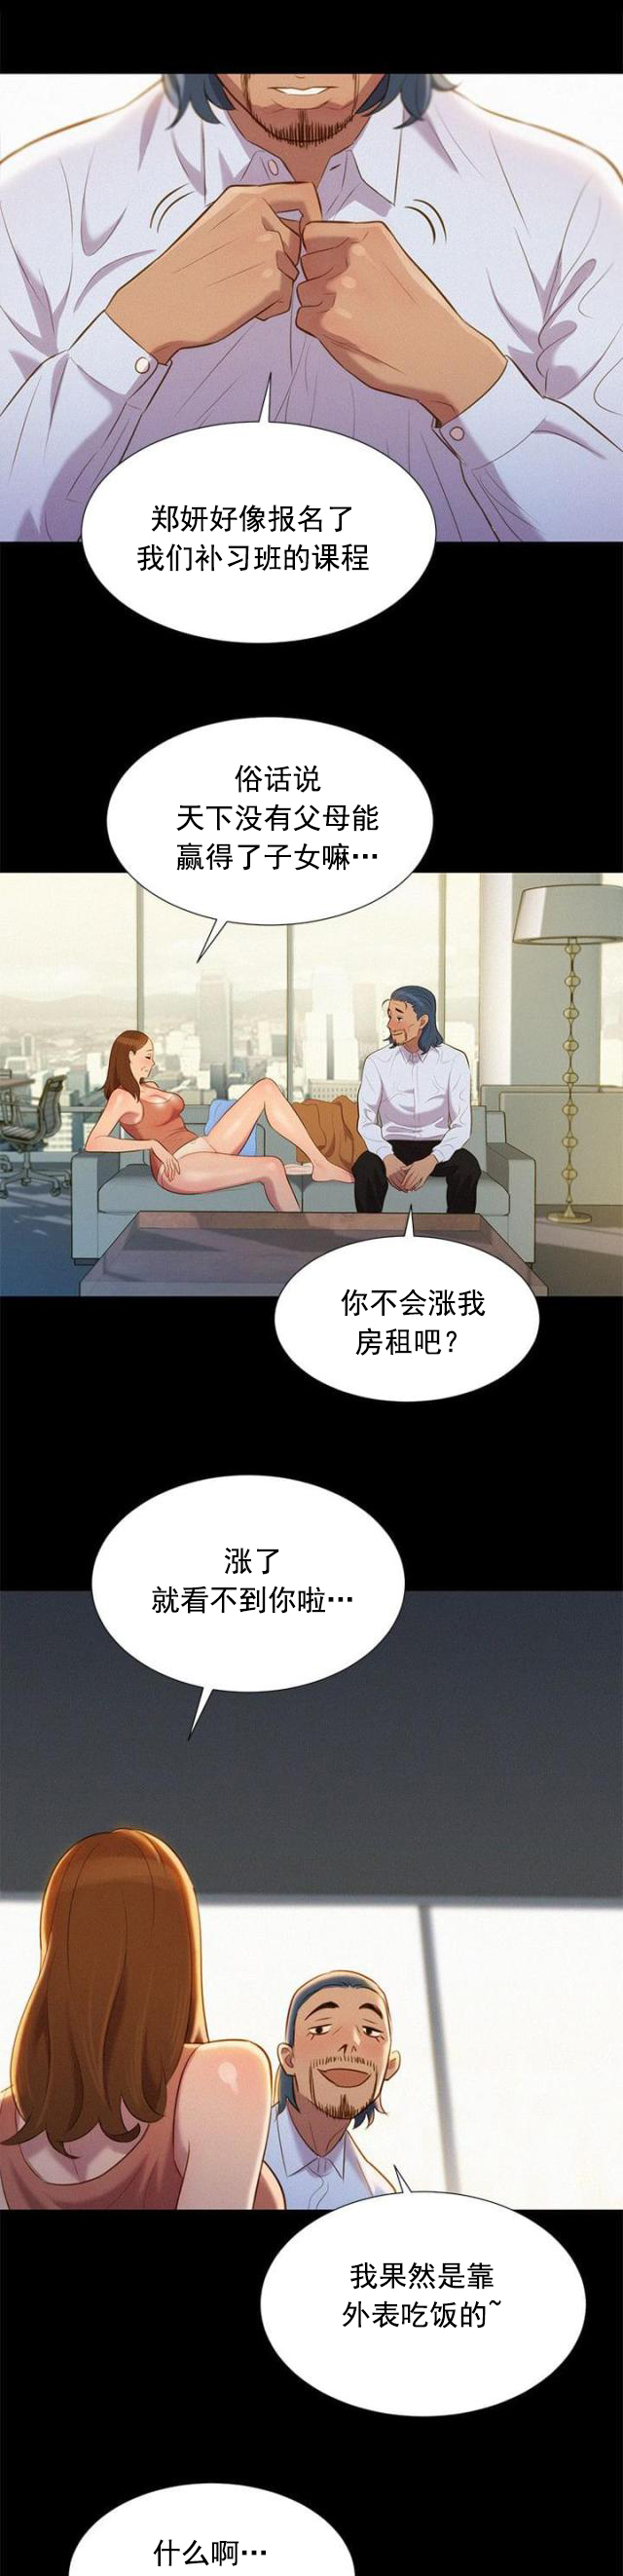 郑妍好像报名了
我们补习班的课程
俗话说
天下没有父母能
赢得了子女嘛…
你不会涨我
房租吧？
涨了
就看不到你啦…
我果然是靠
外表吃饭的~
什么啊…